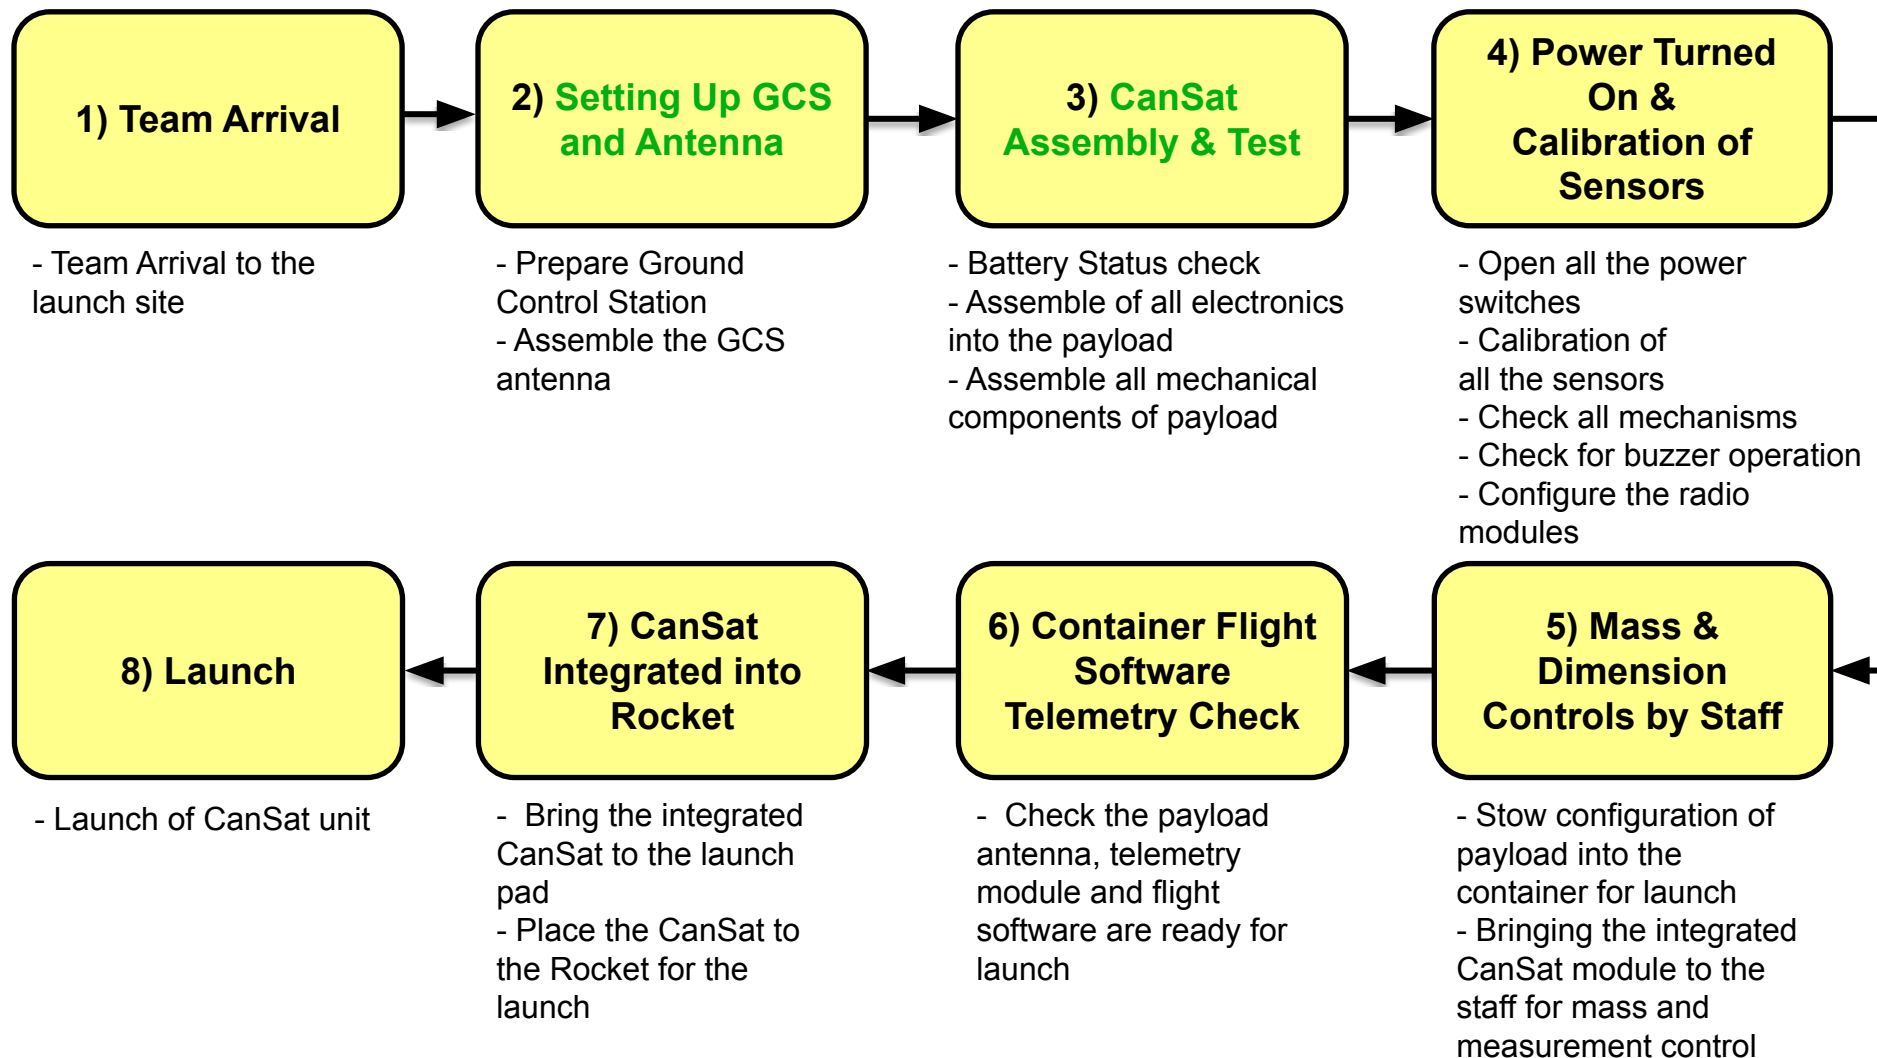 1) Team Arrival
- Team Arrival to the
launch site
2) Setting Up GCS
and Antenna
- Prepare Ground
Control Station
- Assemble the GCS
antenna
3) CanSat
Assembly & Test
- Battery Status check
- Assemble of all electronics
into the payload
- Assemble all mechanical
components of payload
4) Power Turned
On &
Calibration of
Sensors
- Open all the power
switches
- Calibration of
all the sensors
- Check all mechanisms
- Check for buzzer operation
- Configure the radio
modules
5) Mass &
Dimension
Controls by Staff
- Stow configuration of
payload into the
container for launch
- Bringing the integrated
CanSat module to the
staff for mass and
measurement control
6) Container Flight
Software
Telemetry Check
- Check the payload
antenna, telemetry
module and flight
software are ready for
launch
7) CanSat
Integrated into
Rocket
- Bring the integrated
CanSat to the launch
pad
- Place the CanSat to
the Rocket for the
launch
8) Launch
- Launch of CanSat unit